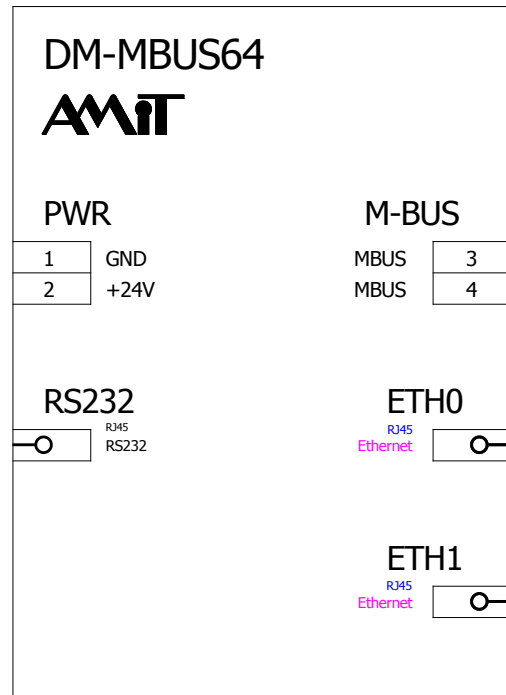 DM-MBUS64
AMiT
PWR
M-BUS
1 GND
MBUS 3
2 +24V
MBUS 4
RS232
RJ45
RS232
ETH0
RJ45
Ethernet
ETH1
RJ45
Ethernet